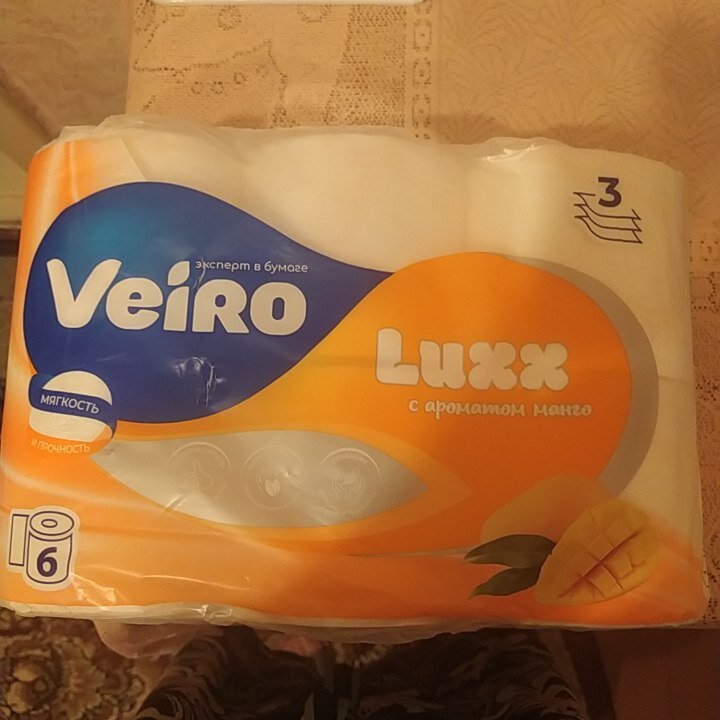 3
эксперт в бумаге
Veiro
Luxx
с ароматом манго
МЯГКОСТЬ
И ПРОЧНОСТЬ
6